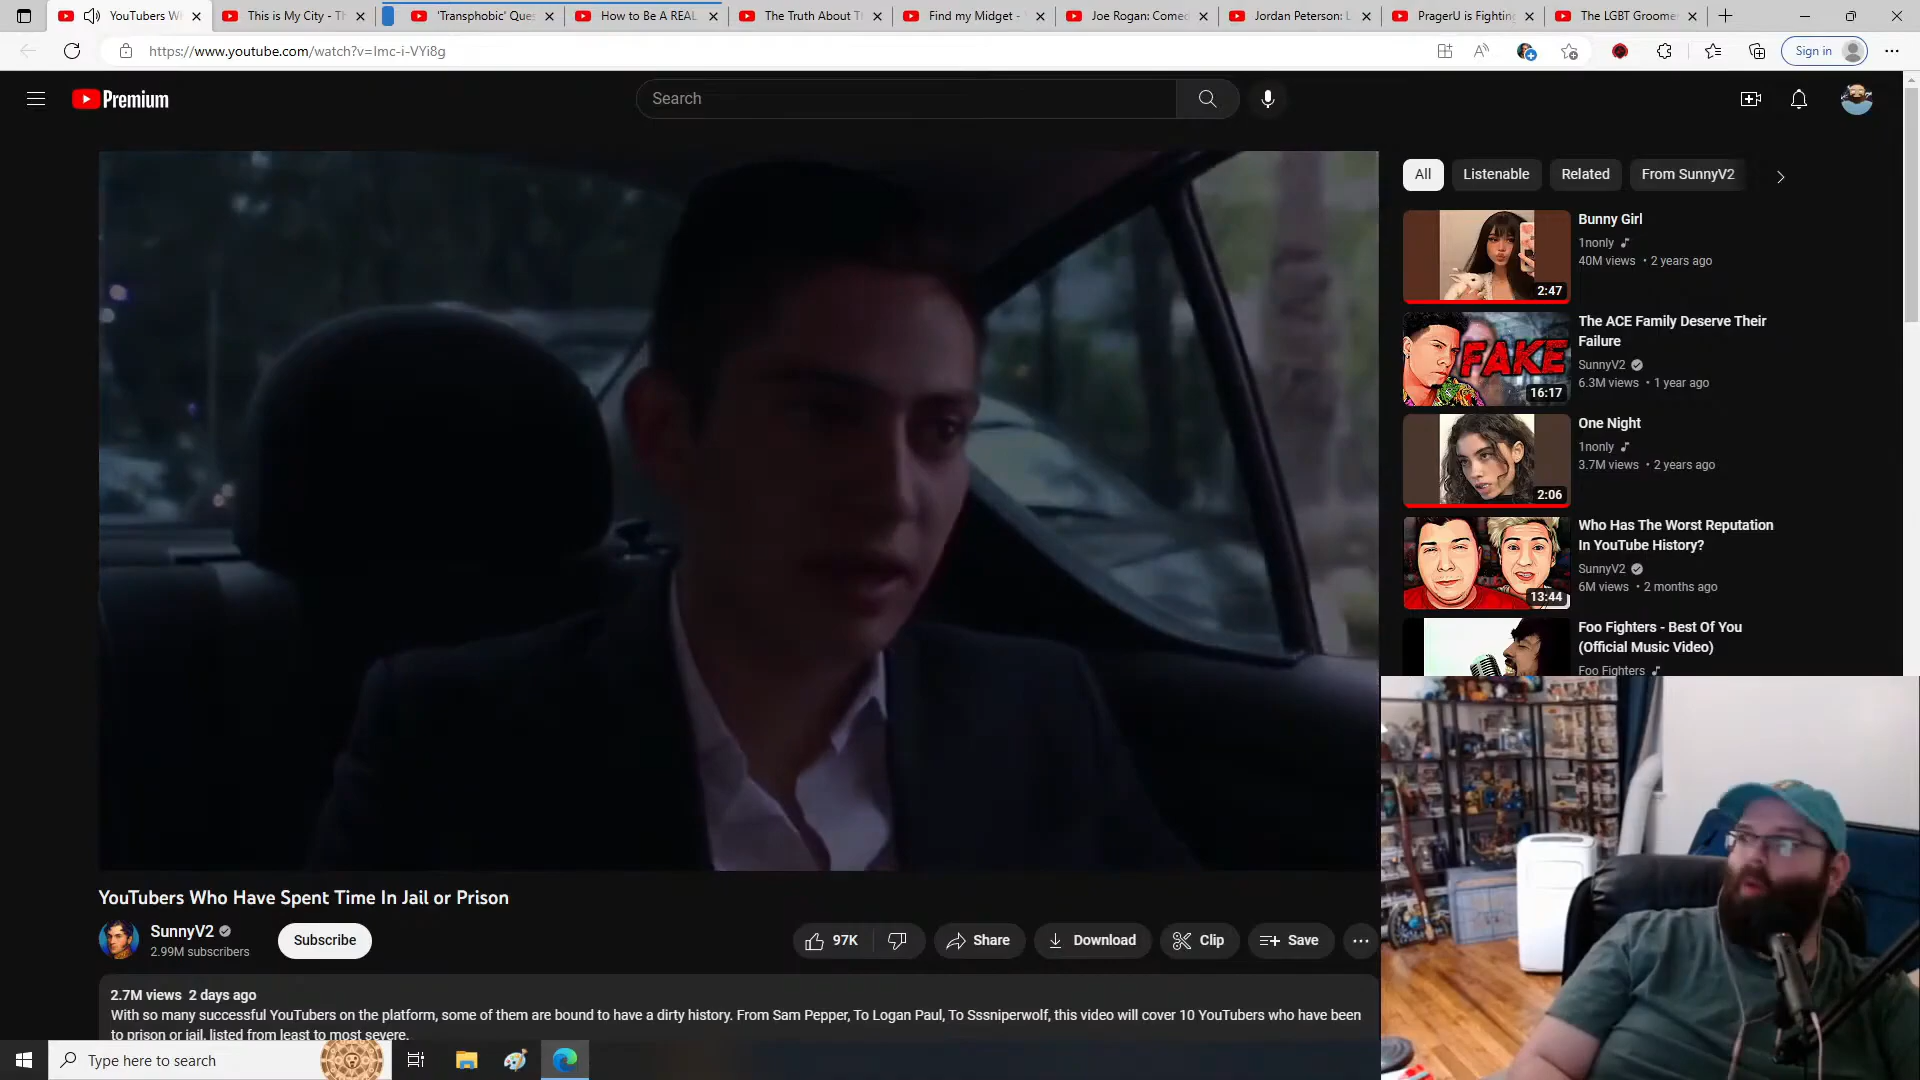 YouTubers W
This is My City - Th
'Transphobic' Ques
How to Be A REAL
The Truth About T
Find my Midget -
Joe Rogan: Comed
Jordan Peterson: L
PragerU is Fighting
The LGBT Groome
https://www.youtube.com/watch?v=Imc-i-VYi8g
Sign in
Premium
Search
All
Listenable
Related
From SunnyV2
Bunny Girl
1nonly
40M views • 2 years ago
2:47
The ACE Family Deserve Their
Failure
SunnyV2
6.3M views • 1 year ago
FAKE
16:17
One Night
1nonly
3.7M views • 2 years ago
2:06
Who Has The Worst Reputation
In YouTube History?
SunnyV2
6M views • 2 months ago
13:44
Foo Fighters - Best Of You
(Official Music Video)
Foo Fighters
YouTubers Who Have Spent Time In Jail or Prison
SunnyV2
2.99M subscribers
Subscribe
97K
Share
Download
Clip
Save
2.7M views 2 days ago
With so many successful YouTubers on the platform, some of them are bound to have a dirty history. From Sam Pepper, To Logan Paul, To Sssniperwolf, this video will cover 10 YouTubers who have been
to prison or jail, listed from least to most severe.
Type here to search